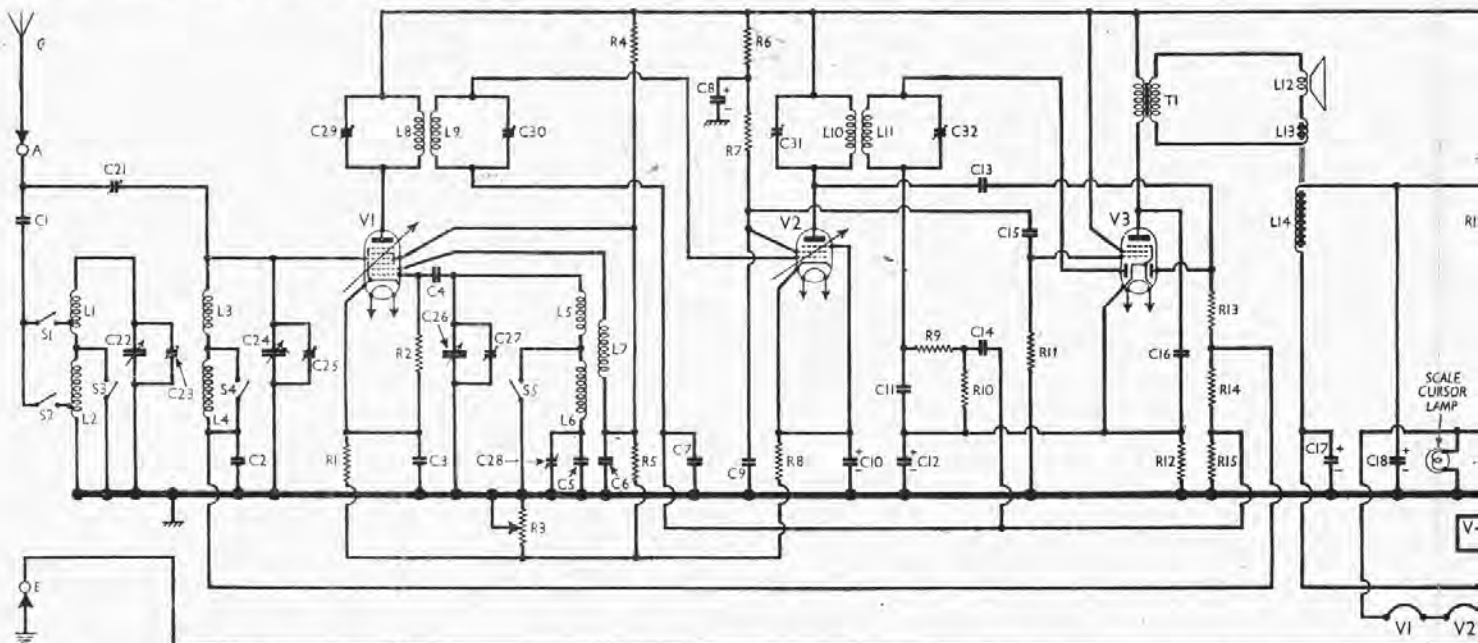 R4
R6
C8
+
−
T1
L12
L13
C29
L8
L9
C30
R7
C31
L10
L11
C32
A
C21
C13
C1
V1
V2
V3
L14
C15
C4
L1
L3
L5
R13
S1
C22
C24
C26
C27
L7
R9
C14
R2
R11
C16
C25
S3
S4
S5
C23
C11
R10
R14
SCALE
CURSOR
LAMP
S2
L2
L4
L6
R1
C2
C3
C28
C5
C6
R5
C7
C9
R8
+
−
C10
+
−
C12
R12
R15
C17
+
−
C18
+
−
R3
E
V1
V2